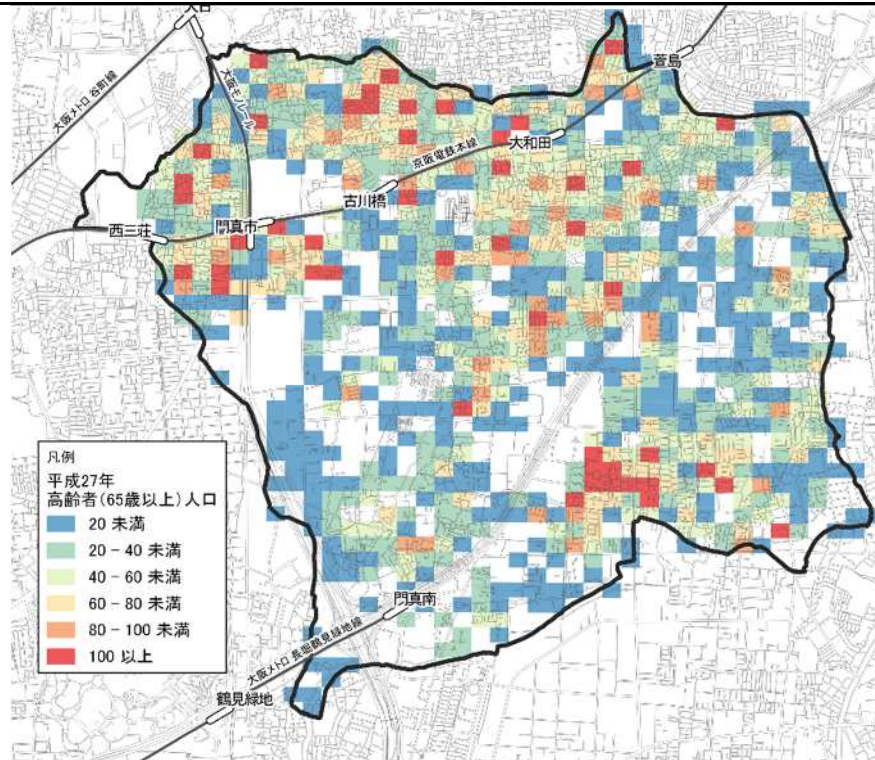 大阪メトロ 谷町線
大阪モノレール
萱島
大和田
京阪電鉄本線
古川橋
門真市
西三荘
凡例
平成27年
高齢者(65歳以上)人口
20 未満
20 - 40 未満
40 - 60 未満
60 - 80 未満
80 - 100 未満
100 以上
門真南
大阪メトロ 長堀鶴見緑地線
鶴見緑地